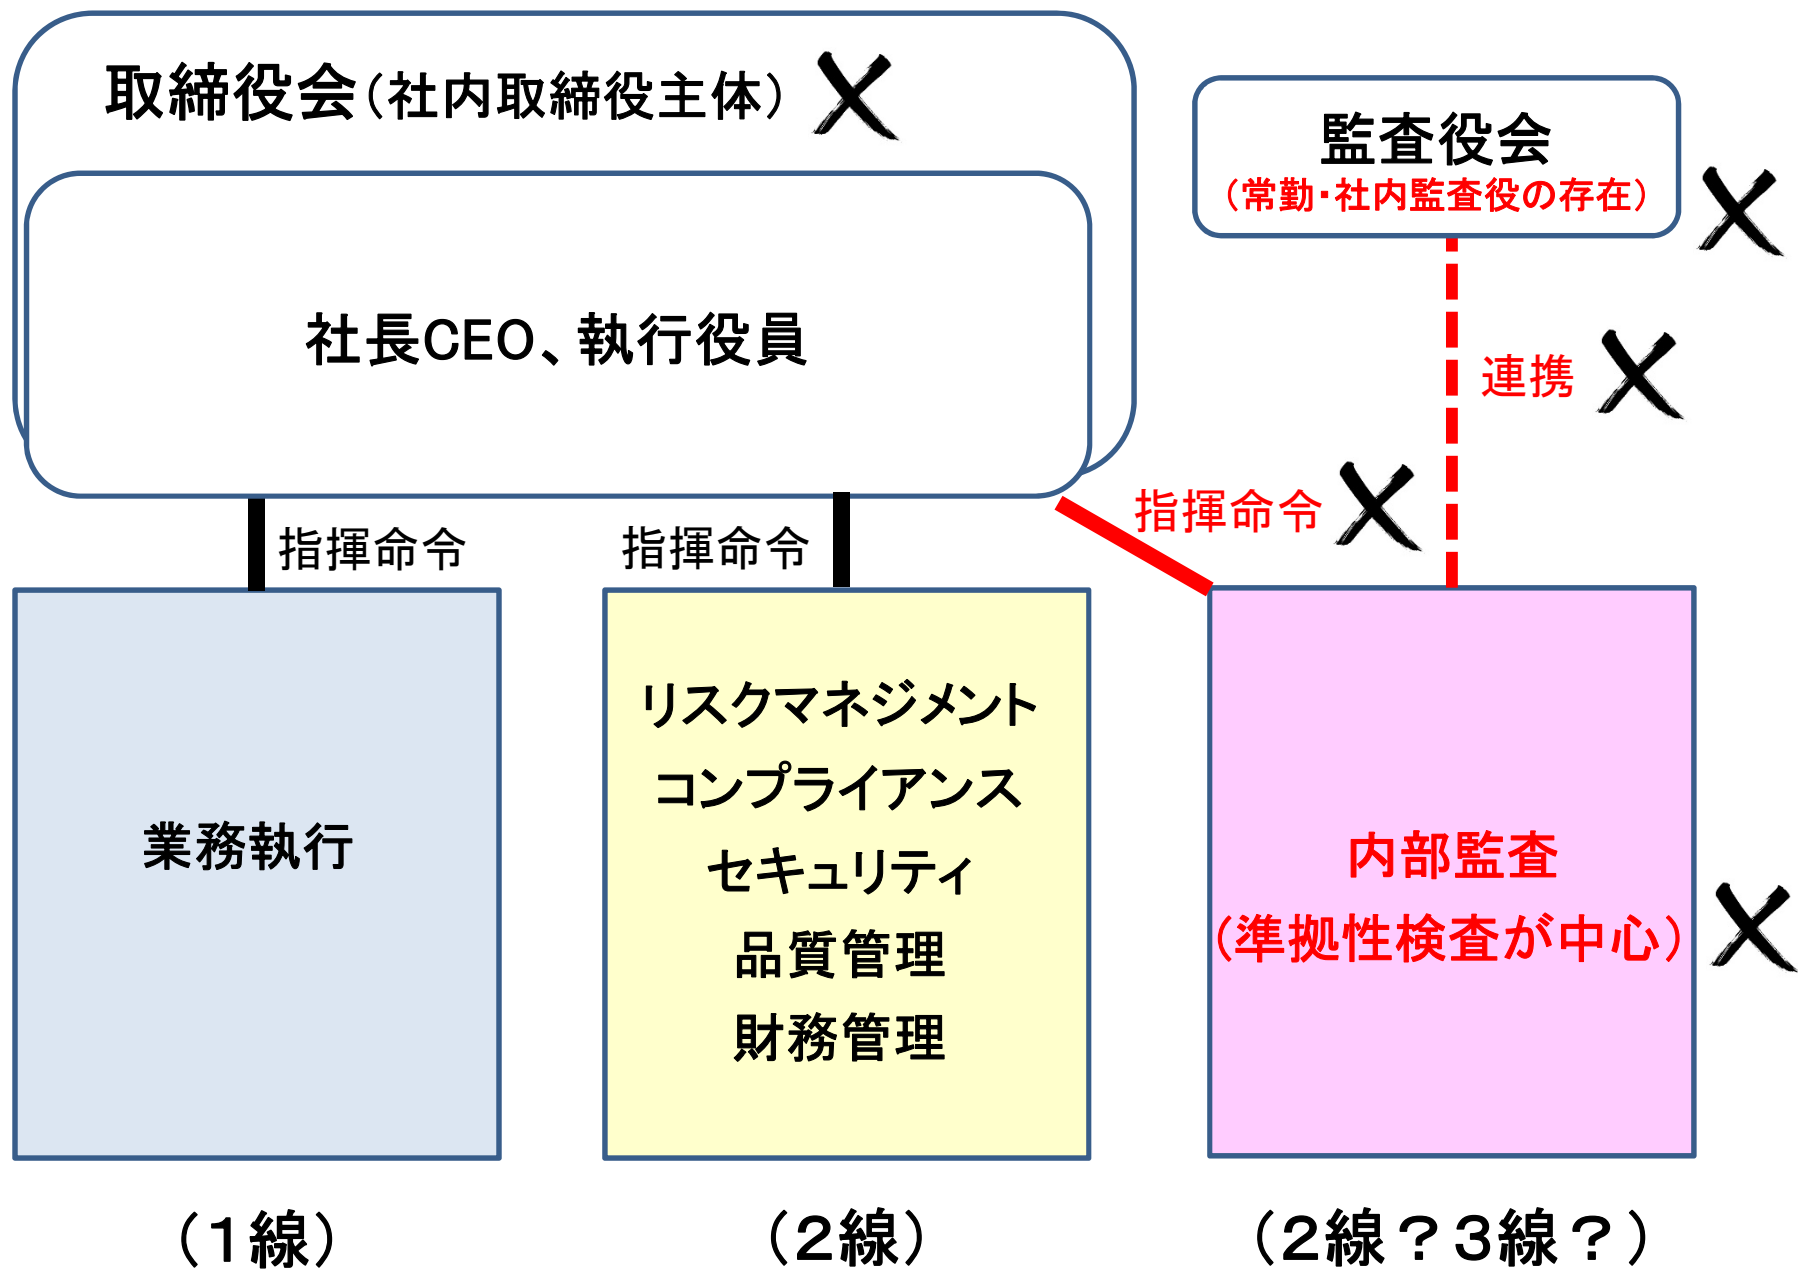 取締役会（社内取締役主体）
監査役会
（常勤・社内監査役の存在）
社長CEO、執行役員
連携
指揮命令
指揮命令
指揮命令
業務執行
リスクマネジメント
コンプライアンス
セキュリティ
品質管理
財務管理
内部監査
（準拠性検査が中心）
（１線）
（２線）
（２線？３線？）